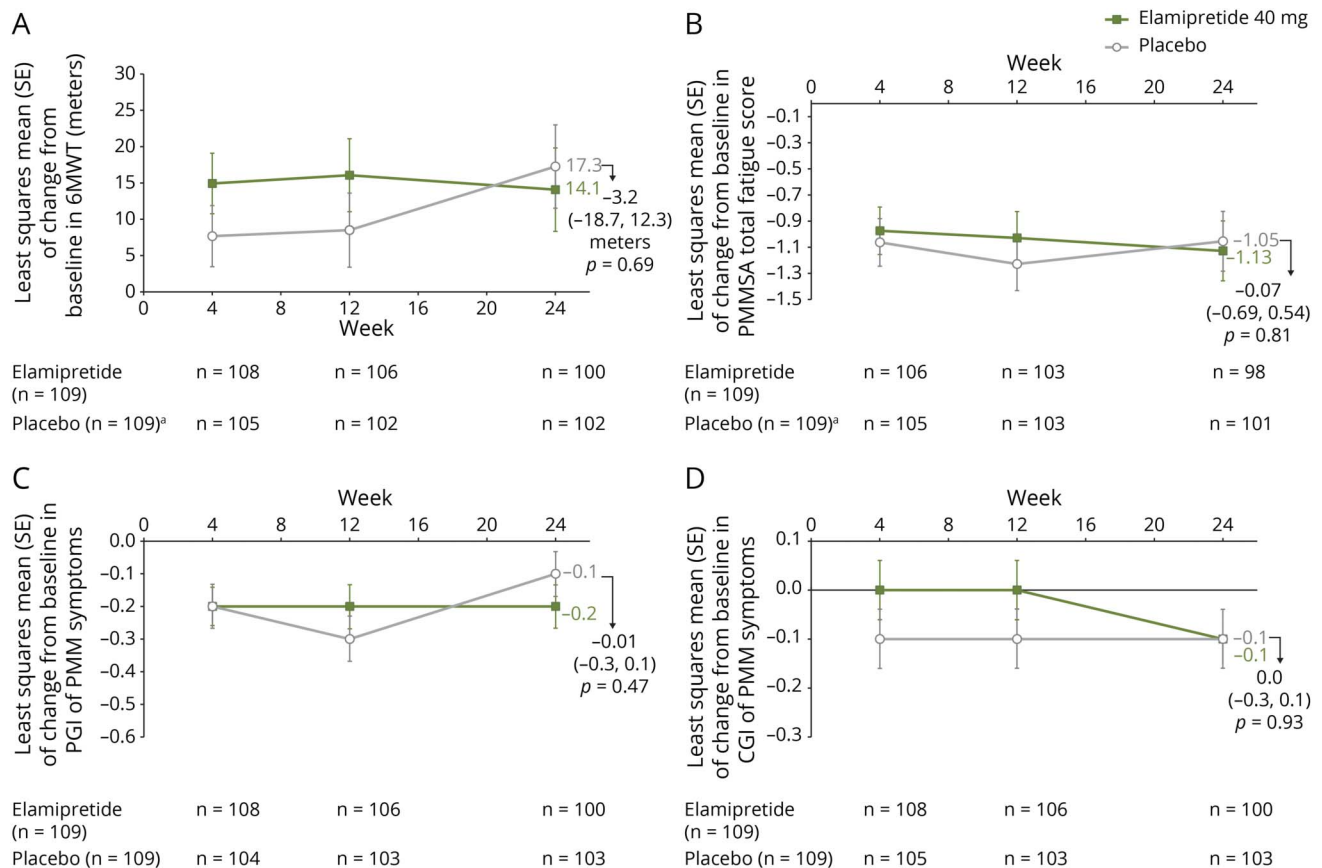 Elamipretide 40 mg
Placebo
A
Least squares mean (SE)
of change from
baseline in 6MWT (meters)
30
25
20
15
10
5
0
0 4 8 12 16 20 24
Week
17.3
14.1
–3.2
(–18.7, 12.3)
meters
p = 0.69
Elamipretide n = 108 n = 106 n = 100
(n = 109)
Placebo (n = 109)ᵃ n = 105 n = 102 n = 102
B
Week
0 4 8 12 16 20 24
Least squares mean (SE)
of change from baseline in
PMMSA total fatigue score
–0.1
–0.3
–0.5
–0.7
–0.9
–1.1
–1.3
–1.5
–1.05
–1.13
–0.07
(–0.69, 0.54)
p = 0.81
Elamipretide n = 106 n = 103 n = 98
(n = 109)
Placebo (n = 109)ᵃ n = 105 n = 103 n = 101
C
Week
0 4 8 12 16 20 24
Least squares mean (SE)
of change from baseline in
PGI of PMM symptoms
0.0
–0.1
–0.2
–0.3
–0.4
–0.5
–0.6
–0.1
–0.2
–0.01
(–0.3, 0.1)
p = 0.47
Elamipretide n = 108 n = 106 n = 100
(n = 109)
Placebo (n = 109) n = 104 n = 103 n = 103
D
Week
0 4 8 12 16 20 24
Least squares mean (SE)
of change from baseline in
CGI of PMM symptoms
0.1
0.0
–0.1
–0.2
–0.3
–0.1
–0.1
0.0
(–0.3, 0.1)
p = 0.93
Elamipretide n = 108 n = 106 n = 100
(n = 109)
Placebo (n = 109) n = 105 n = 103 n = 103